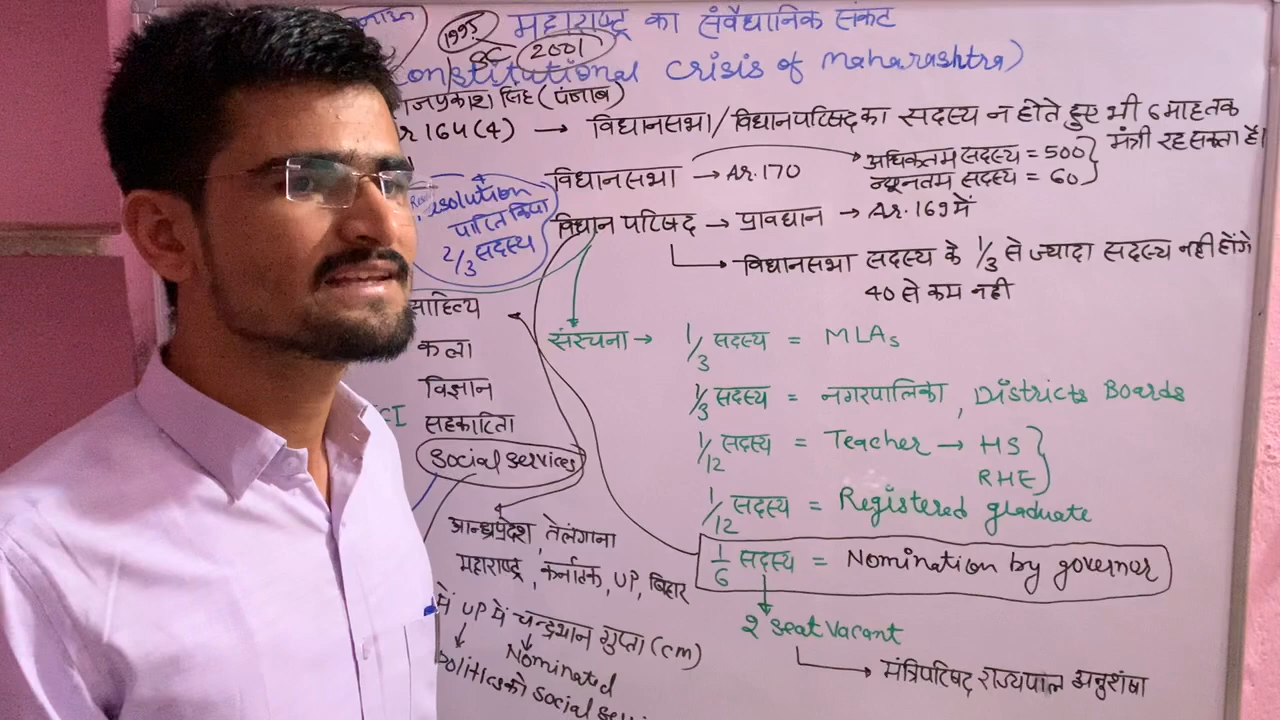 1995 महाराष्ट्र का संवैधानिक संकट
SC 2001
onstitutional crisis of maharashtra)
जप्रकाश सिंह (पंजाब)
r 164(4) → विधानसभा/विधानपरिषद का सदस्य न होते हुए भी 6 माह तक
मंत्री रह सकता है।
विधानसभा → Ar. 170
अधिकतम सदस्य = 500
न्यूनतम सदस्य = 60
esolution
पारित किया
2/3 सदस्य
विधान परिषद → प्रावधान → Ar. 169 में
विधानसभा सदस्य के 1/3 से ज्यादा सदस्य नही होंगे
40 से कम नही
साहित्य
कला
विज्ञान
सहकारिता
Social Services
CI
संरचना → 1/3 सदस्य = MLAs
1/3 सदस्य = नगरपालिका, Districts Boards
1/12 सदस्य = Teacher → HS
RHE
1/12 सदस्य = Registered graduate
1/6 सदस्य = Nomination by governer
2 Seat Vacant
मंत्रिपरिषद राज्यपाल अनुशंषा
आन्ध्रप्रदेश, तेलंगाना
महाराष्ट्र, कर्नाटक, UP, बिहार
में UP में चन्द्रभान गुप्ता (cm)
Nominated
Politics को Social